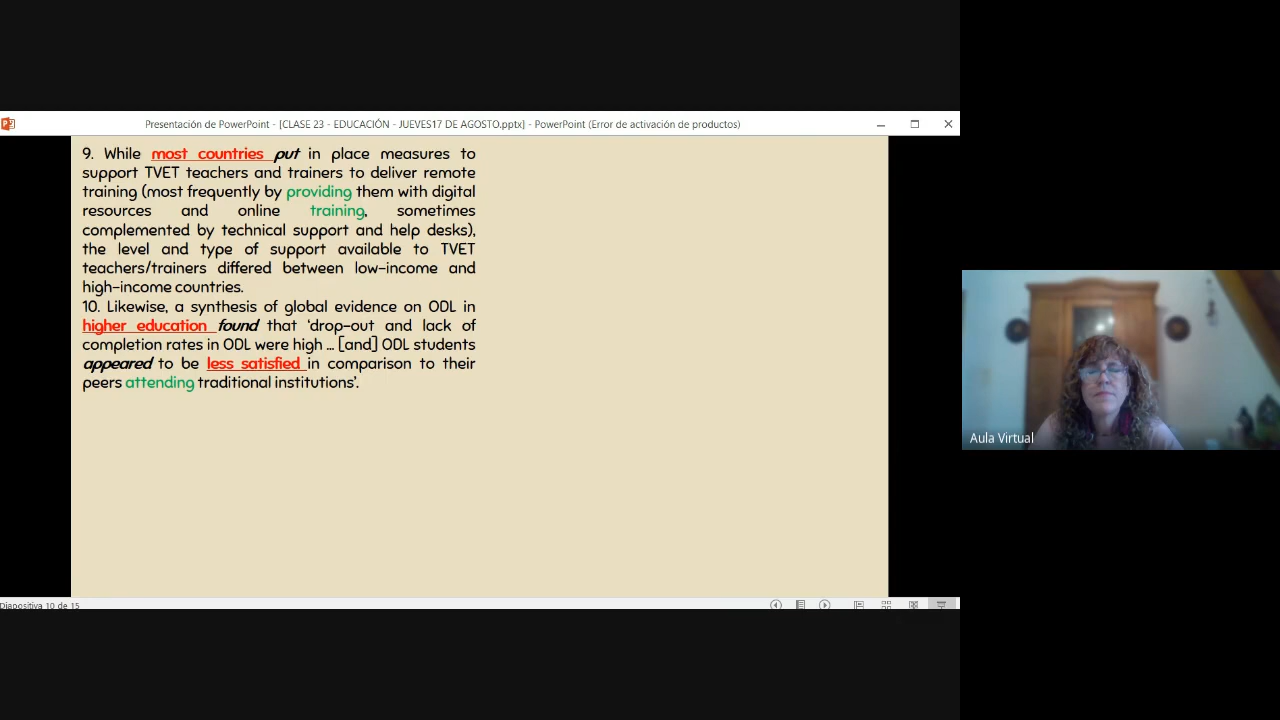 Presentación de PowerPoint - [CLASE 23 - EDUCACIÓN - JUEVES17 DE AGOSTO.pptx] - PowerPoint (Error de activación de productos)
9. While most countries put in place measures to
support TVET teachers and trainers to deliver remote
training (most frequently by providing them with digital
resources and online training, sometimes
complemented by technical support and help desks),
the level and type of support available to TVET
teachers/trainers differed between low-income and
high-income countries.
10. Likewise, a synthesis of global evidence on ODL in
higher education found that ‘drop-out and lack of
completion rates in ODL were high … [and] ODL students
appeared to be less satisfied in comparison to their
peers attending traditional institutions’.
Aula Virtual
Diapositiva 10 de 15